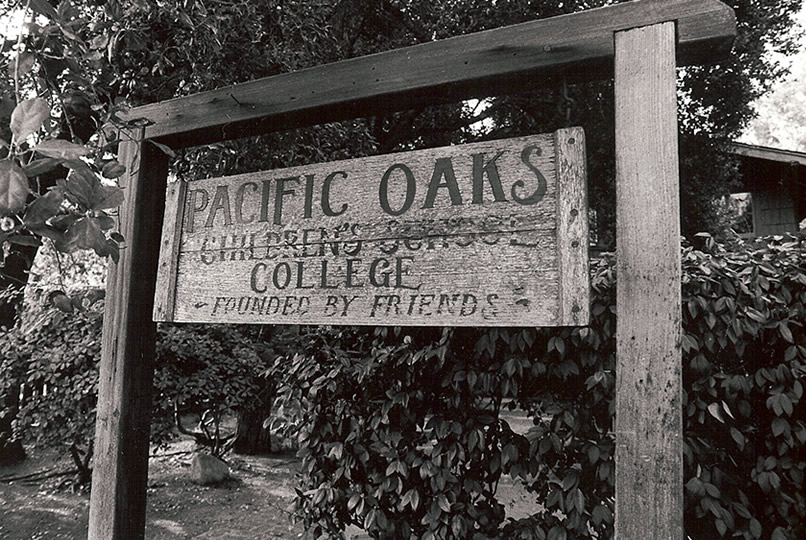 PACIFIC OAKS
CHILDREN'S SCHOOL
COLLEGE
- FOUNDED BY FRIENDS -